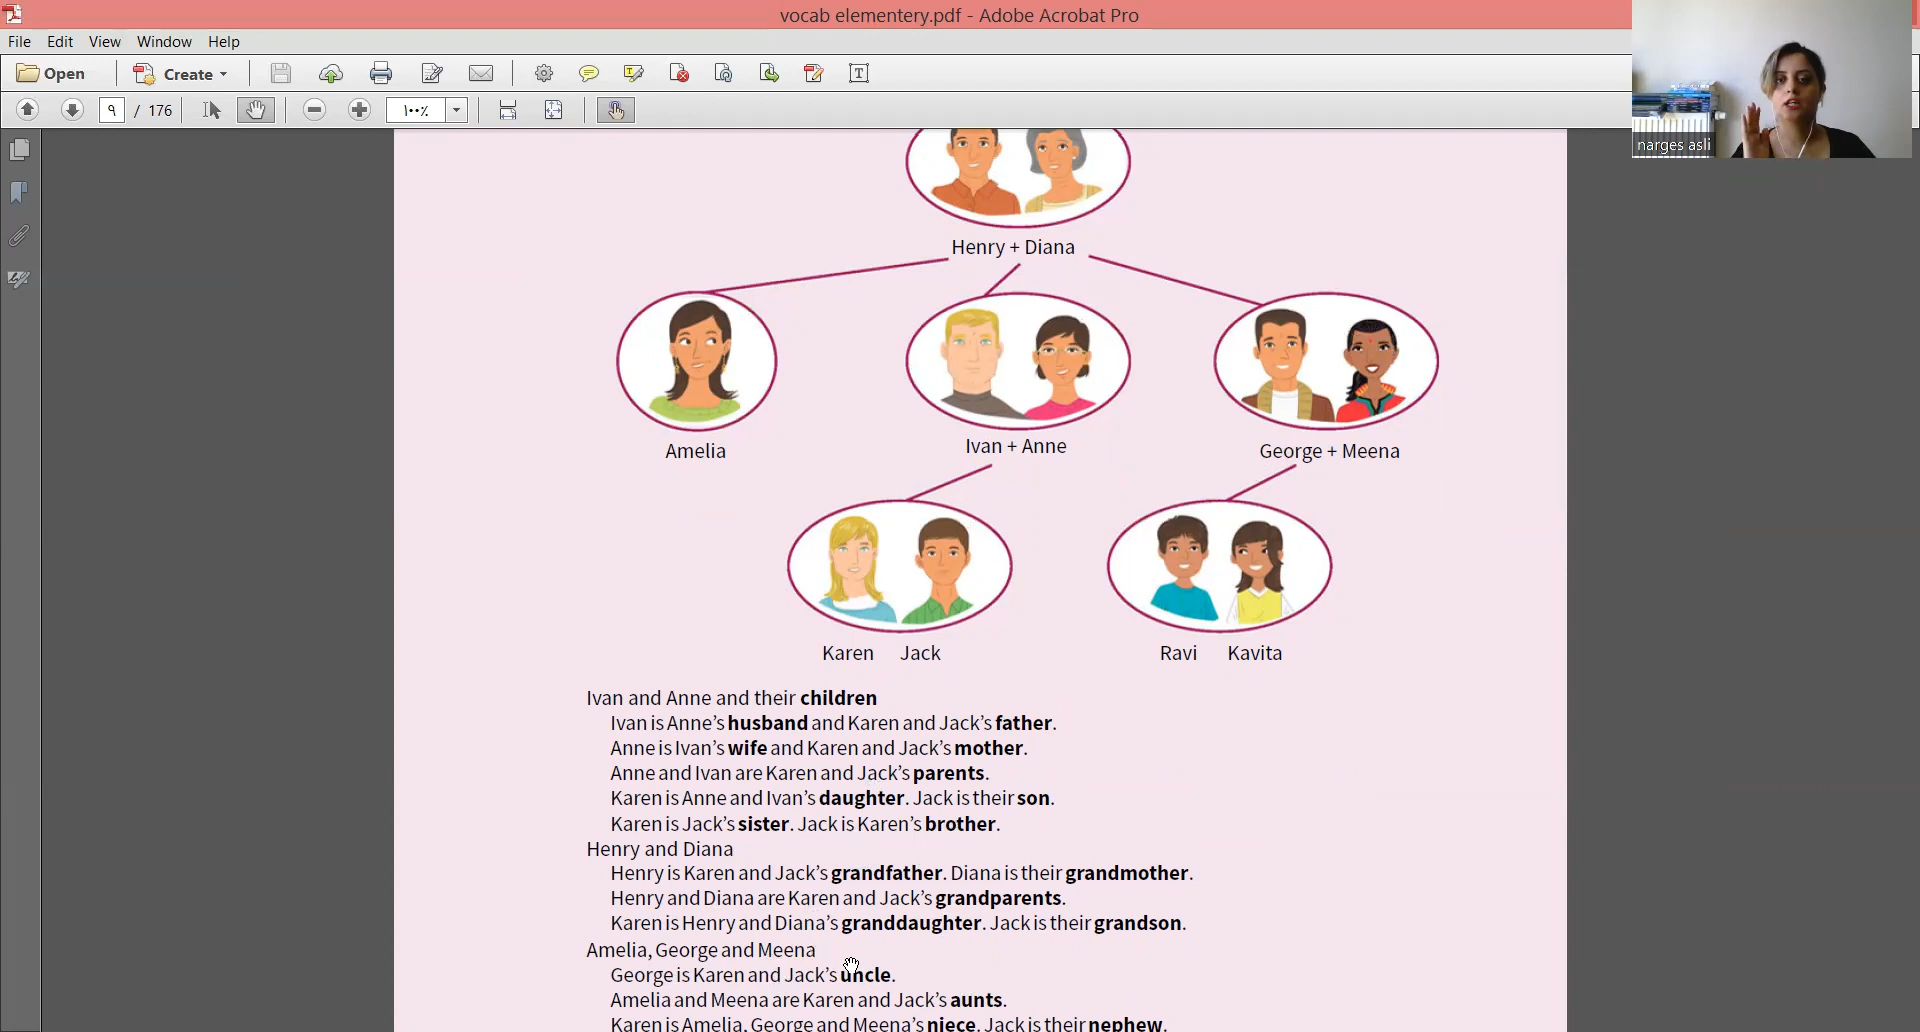 vocab elementery.pdf - Adobe Acrobat Pro
File Edit View Window Help
Open Create
۹ / 176 ۱۰۰٪
narges asli
Henry + Diana
Amelia
Ivan + Anne
George + Meena
Karen Jack
Ravi Kavita
Ivan and Anne and their children
Ivan is Anne’s husband and Karen and Jack’s father.
Anne is Ivan’s wife and Karen and Jack’s mother.
Anne and Ivan are Karen and Jack’s parents.
Karen is Anne and Ivan’s daughter. Jack is their son.
Karen is Jack’s sister. Jack is Karen’s brother.
Henry and Diana
Henry is Karen and Jack’s grandfather. Diana is their grandmother.
Henry and Diana are Karen and Jack’s grandparents.
Karen is Henry and Diana’s granddaughter. Jack is their grandson.
Amelia, George and Meena
George is Karen and Jack’s uncle.
Amelia and Meena are Karen and Jack’s aunts.
Karen is Amelia, George and Meena’s niece. Jack is their nephew.